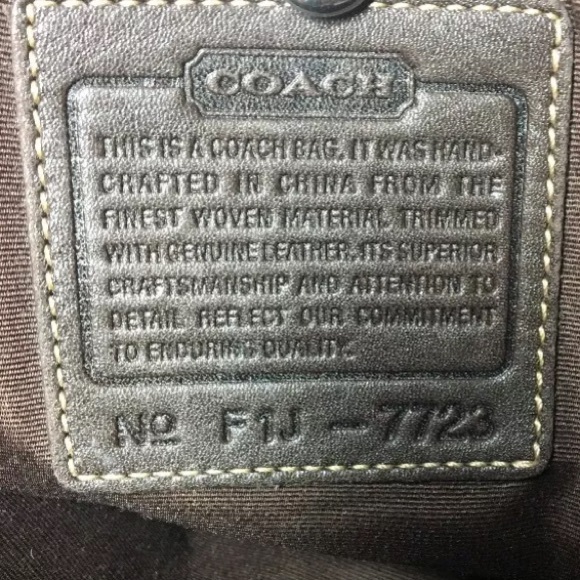 COACH
THIS IS A COACH BAG. IT WAS HAND-
CRAFTED IN CHINA FROM THE
FINEST WOVEN MATERIAL TRIMMED
WITH GENUINE LEATHER. ITS SUPERIOR
CRAFTSMANSHIP AND ATTENTION TO
DETAIL REFLECT OUR COMMITMENT
TO ENDURING QUALITY.
Nº F1J - 7723